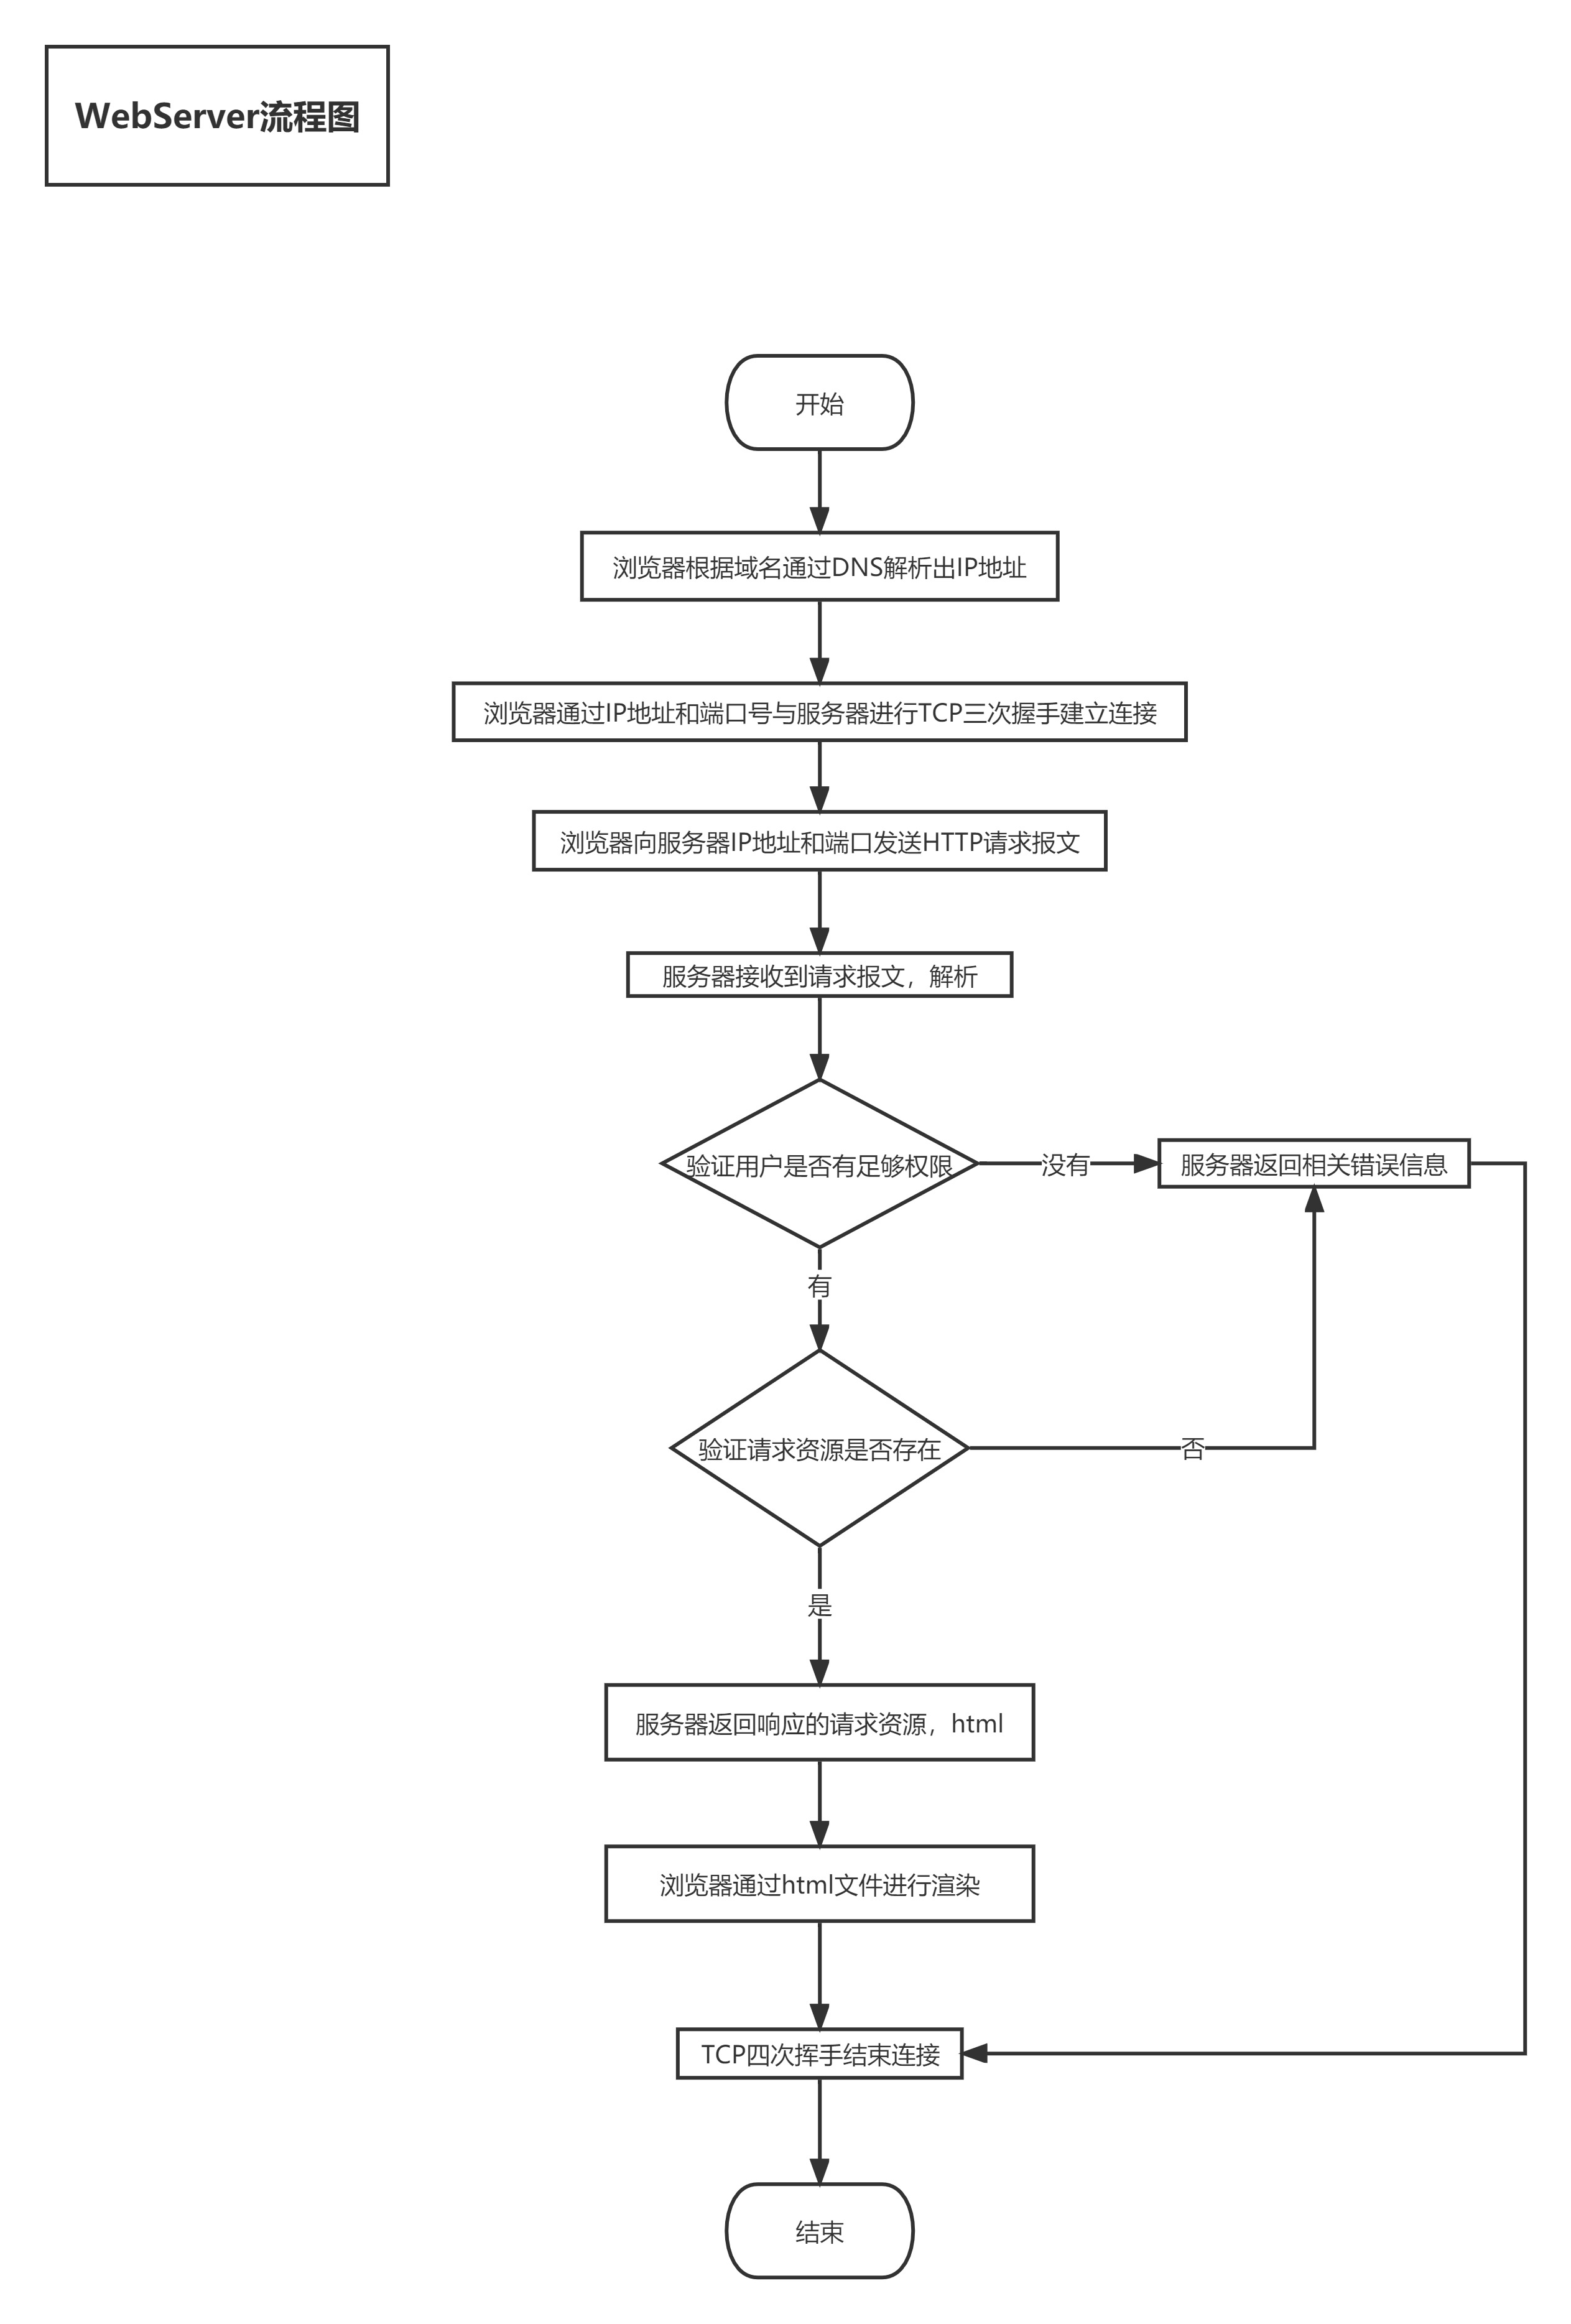 WebServer流程图
开始
浏览器根据域名通过DNS解析出IP地址
浏览器通过IP地址和端口号与服务器进行TCP三次握手建立连接
浏览器向服务器IP地址和端口发送HTTP请求报文
服务器接收到请求报文，解析
验证用户是否有足够权限
没有
服务器返回相关错误信息
有
验证请求资源是否存在
否
是
服务器返回响应的请求资源，html
浏览器通过html文件进行渲染
TCP四次挥手结束连接
结束